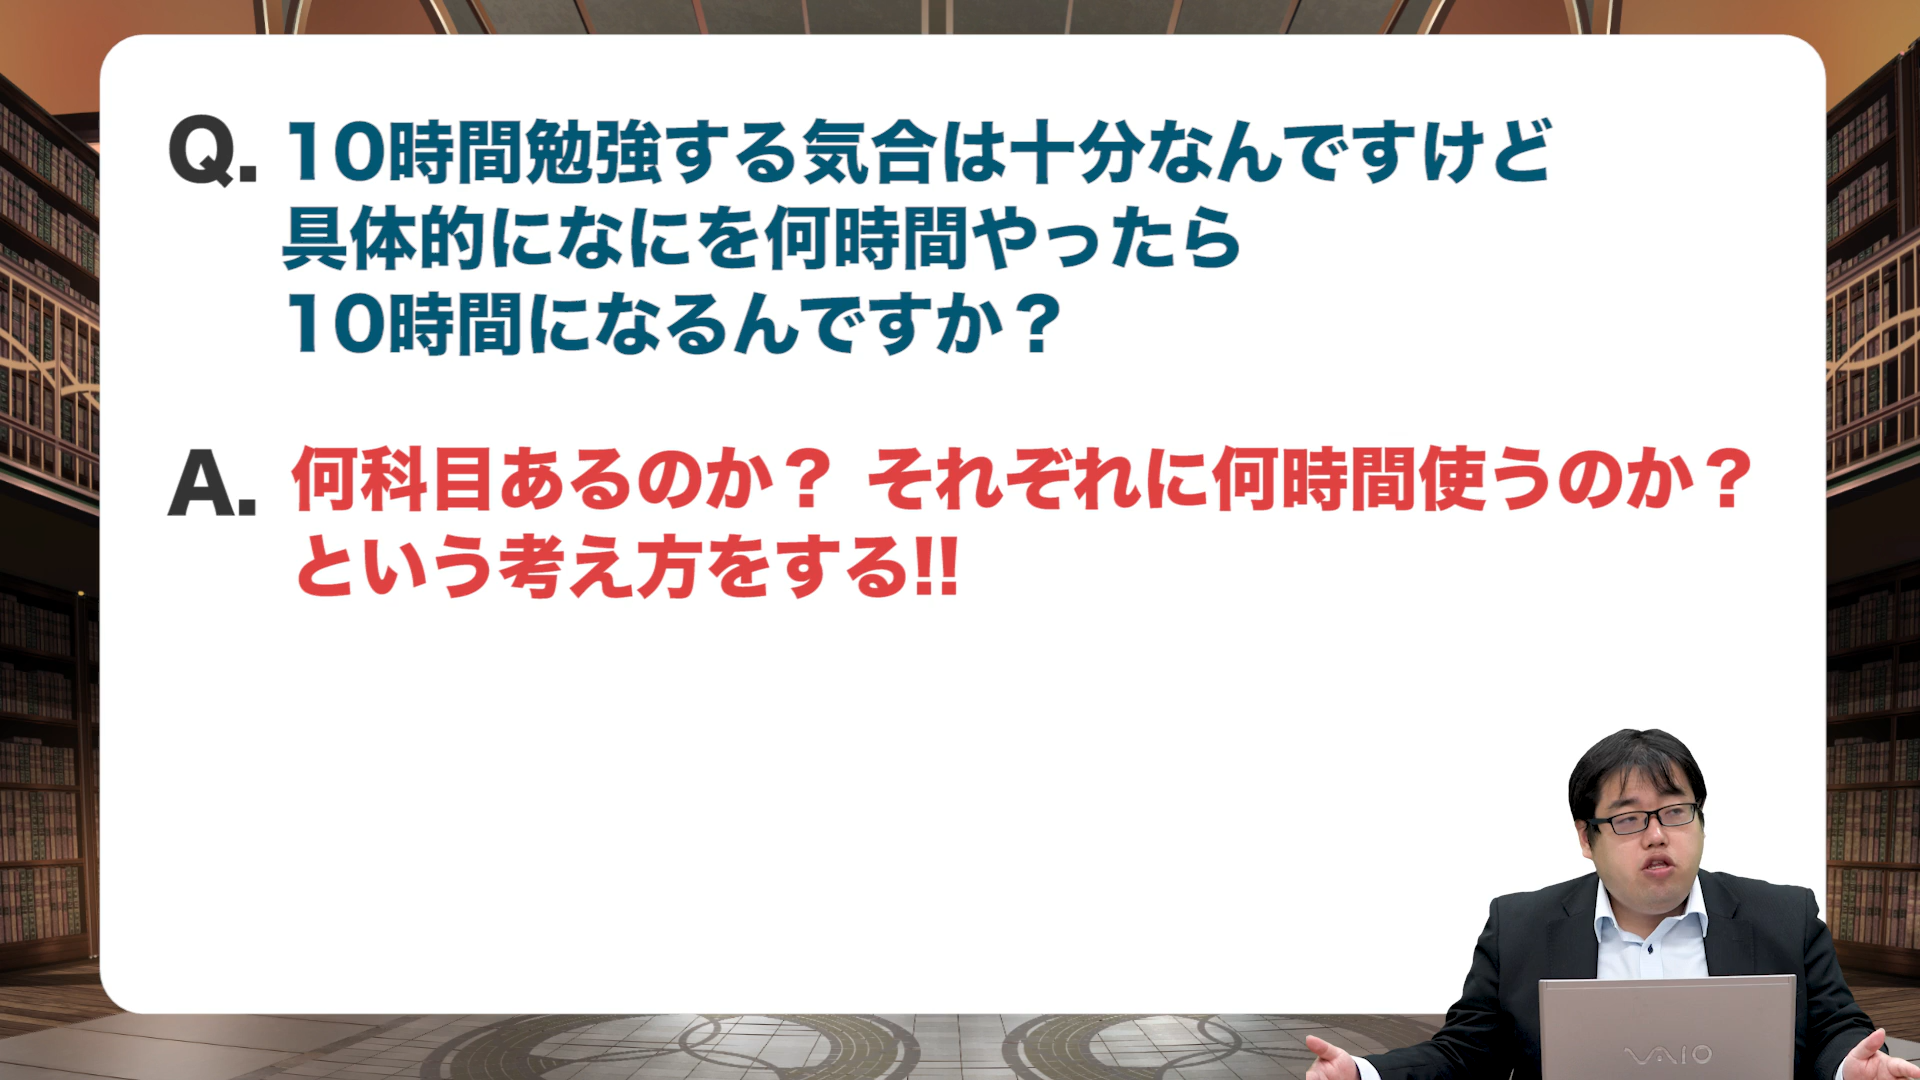 Q. 10時間勉強する気合は十分なんですけど
具体的になにを何時間やったら
10時間になるんですか？
A. 何科目あるのか？ それぞれに何時間使うのか？
という考え方をする!!
VAIO